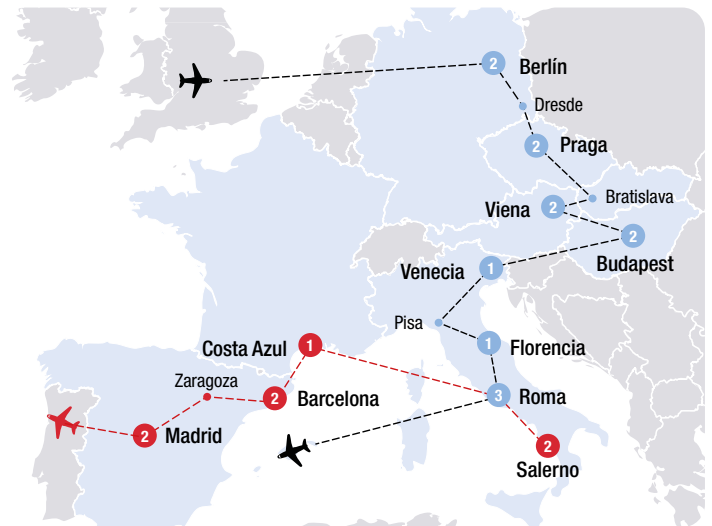 2 Berlín
Dresde
2 Praga
Bratislava
Viena 2
2
Budapest
Venecia 1
Pisa
1 Florencia
Costa Azul 1
Zaragoza
2 Barcelona
3 Roma
2 Madrid
2
Salerno